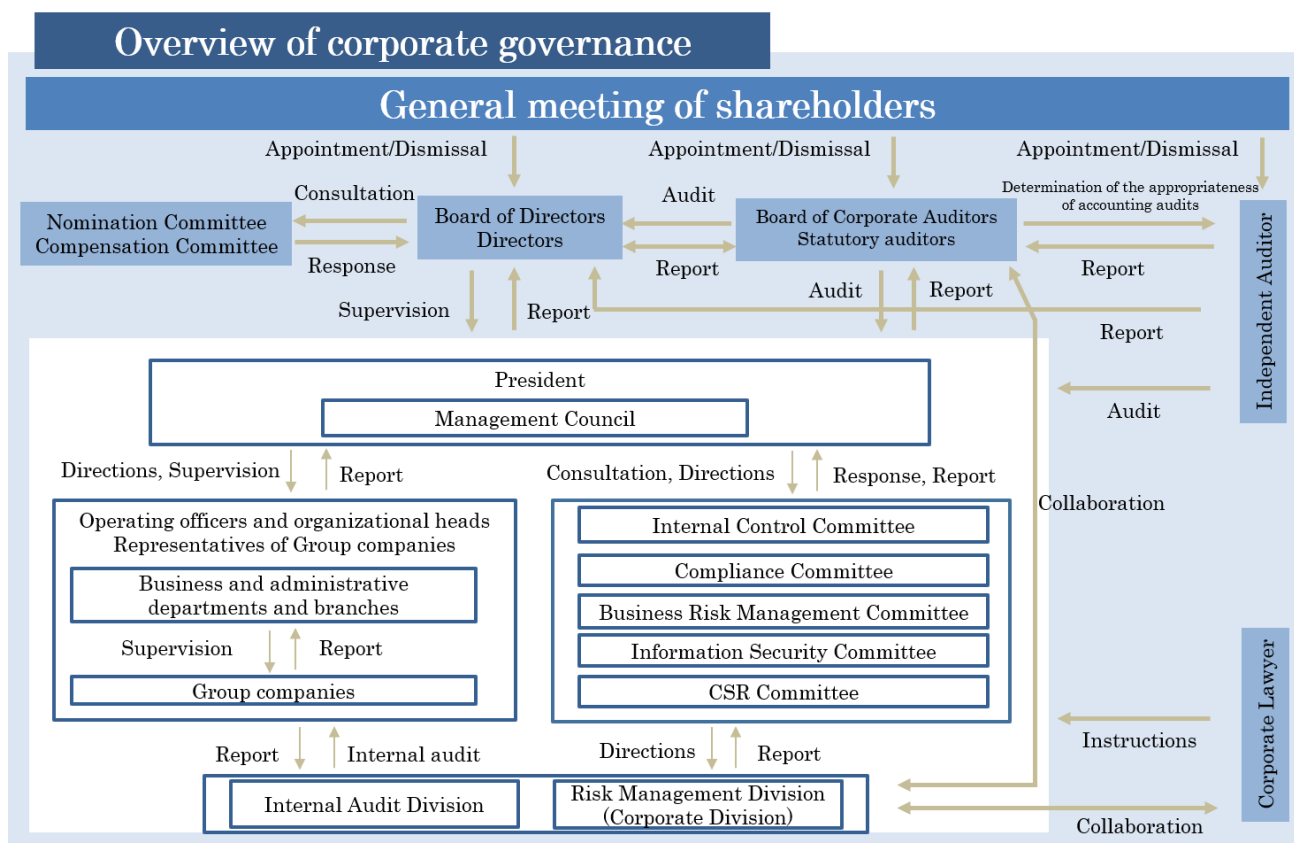 Overview of corporate governance
General meeting of shareholders
Appointment/Dismissal
Appointment/Dismissal
Appointment/Dismissal
Consultation
Audit
Determination of the appropriateness
of accounting audits
Nomination Committee
Compensation Committee
Board of Directors
Directors
Board of Corporate Auditors
Statutory auditors
Independent Auditor
Response
Report
Report
Supervision
Report
Audit
Report
Report
President
Management Council
Audit
Directions, Supervision
Report
Consultation, Directions
Response, Report
Collaboration
Operating officers and organizational heads
Representatives of Group companies
Business and administrative
departments and branches
Supervision
Report
Group companies
Internal Control Committee
Compliance Committee
Business Risk Management Committee
Information Security Committee
CSR Committee
Corporate Lawyer
Instructions
Report
Internal audit
Directions
Report
Internal Audit Division
Risk Management Division
(Corporate Division)
Collaboration